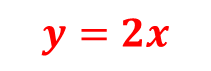 y = 2x